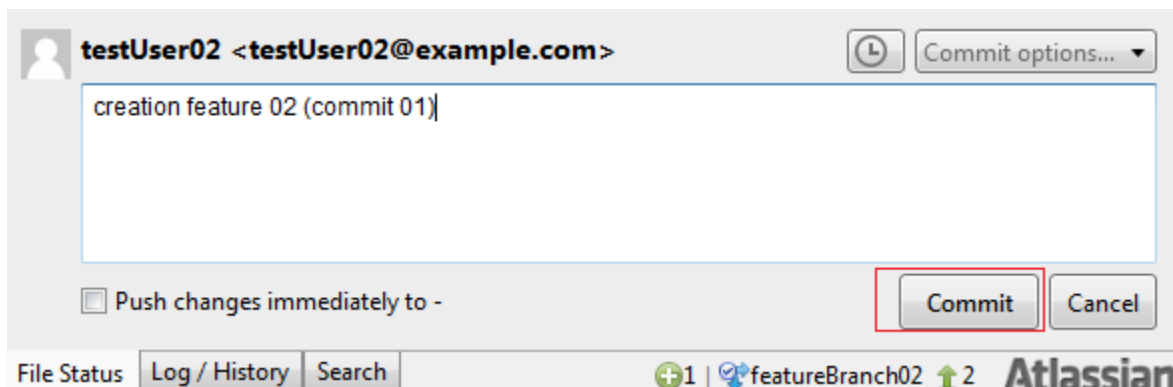 testUser02 <testUser02@example.com>
Commit options...
creation feature 02 (commit 01)
Push changes immediately to -
Commit
Cancel
File Status
Log / History
Search
1
featureBranch02
2
Atlassian